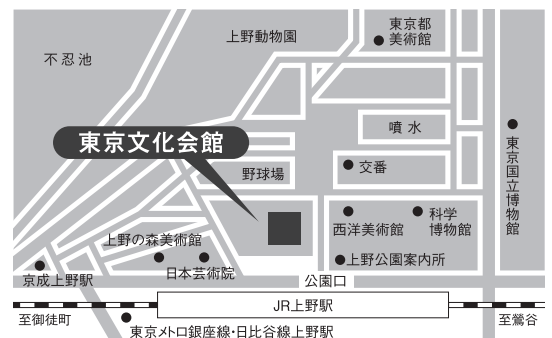 東京都
美術館
上野動物園
不忍池
噴水
東京文化会館
東京国立博物館
交番
野球場
西洋美術館
科学
博物館
上野の森美術館
上野公園案内所
日本芸術院
京成上野駅
公園口
JR上野駅
至御徒町
至鶯谷
東京メトロ銀座線・日比谷線上野駅